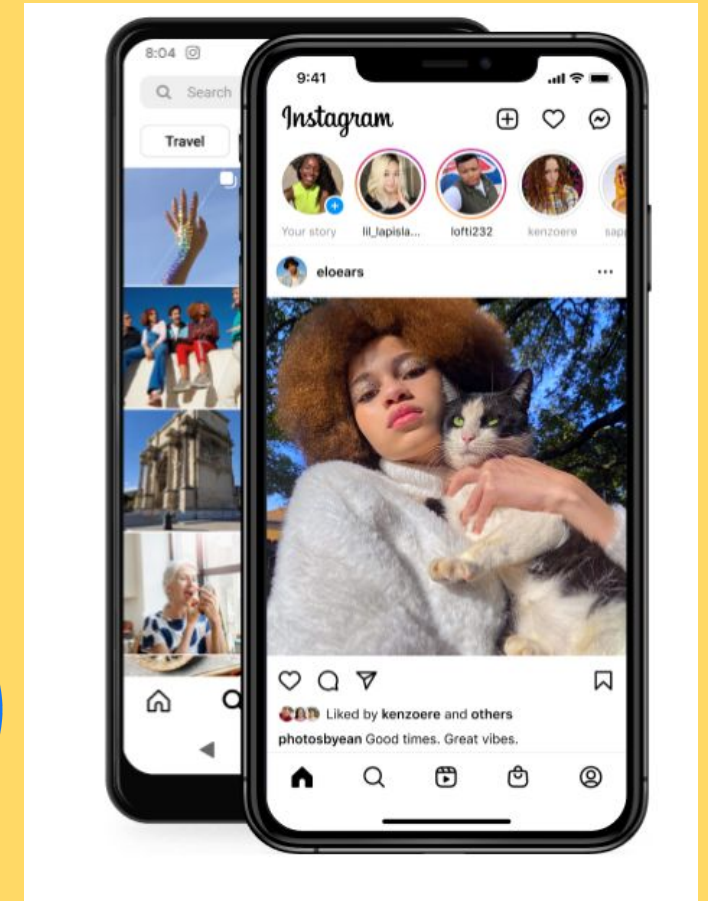 8:04
Search
Travel
9:41
Instagram
Your story
lil_lapisla...
lofti232
kenzoere
sapp
eloears
Liked by kenzoere and others
photosbyean Good times. Great vibes.